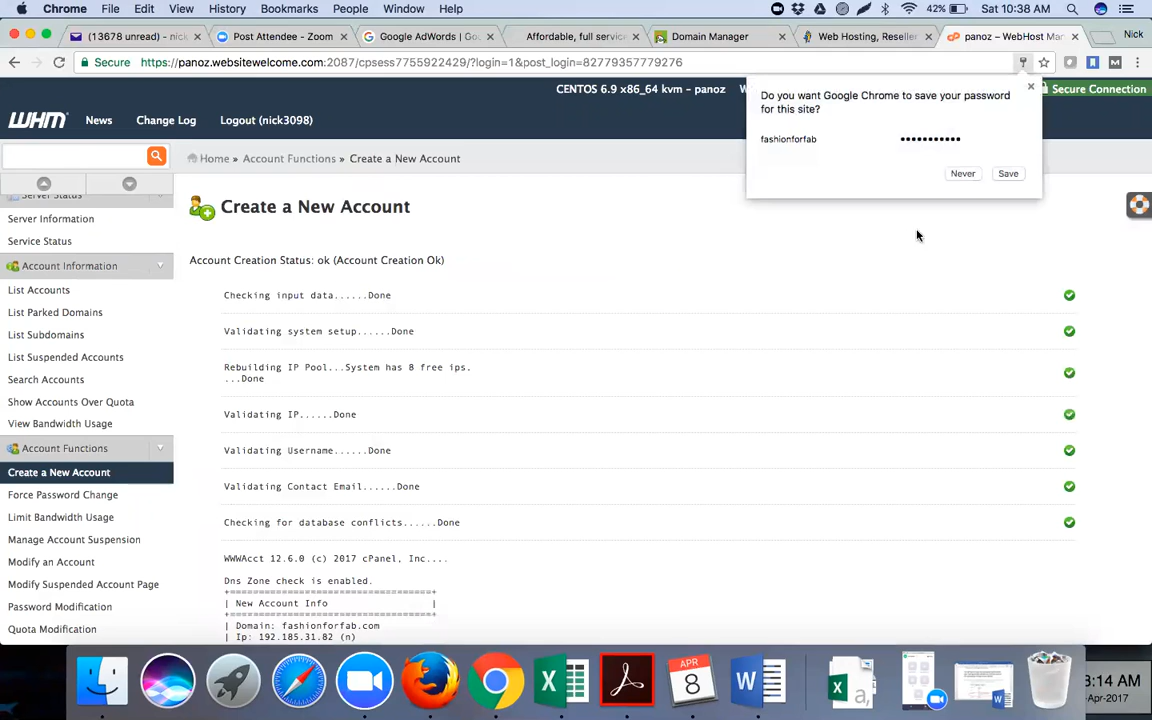 Chrome File Edit View History Bookmarks People Window Help 42% Sat 10:38 AM
(13678 unread) - nick Post Attendee - Zoom Google AdWords | G Affordable, full servic Domain Manager Web Hosting, Reseller panoz – WebHost Man Nick
Secure https://panoz.websitewelcome.com:2087/cpsess7755922429/?login=1&post_login=82779357779276
CENTOS 6.9 x86_64 kvm - panoz
Secure Connection
Do you want Google Chrome to save your password
for this site?
fashionforfab •••••••••••
Never Save
WHM News Change Log Logout (nick3098)
Home » Account Functions » Create a New Account
Server Status
Server Information
Service Status
Account Information
List Accounts
List Parked Domains
List Subdomains
List Suspended Accounts
Search Accounts
Show Accounts Over Quota
View Bandwidth Usage
Account Functions
Create a New Account
Force Password Change
Limit Bandwidth Usage
Manage Account Suspension
Modify an Account
Modify Suspended Account Page
Password Modification
Quota Modification
Create a New Account
Account Creation Status: ok (Account Creation Ok)
Checking input data......Done
Validating system setup......Done
Rebuilding IP Pool...System has 8 free ips.
...Done
Validating IP......Done
Validating Username......Done
Validating Contact Email......Done
Checking for database conflicts......Done
WWWAcct 12.6.0 (c) 2017 cPanel, Inc....
Dns Zone check is enabled.
+===================================+
| New Account Info |
+===================================+
| Domain: fashionforfab.com
| Ip: 192.185.31.82 (n)
APR
8
X
a,
W
8:14 AM
-Apr-2017